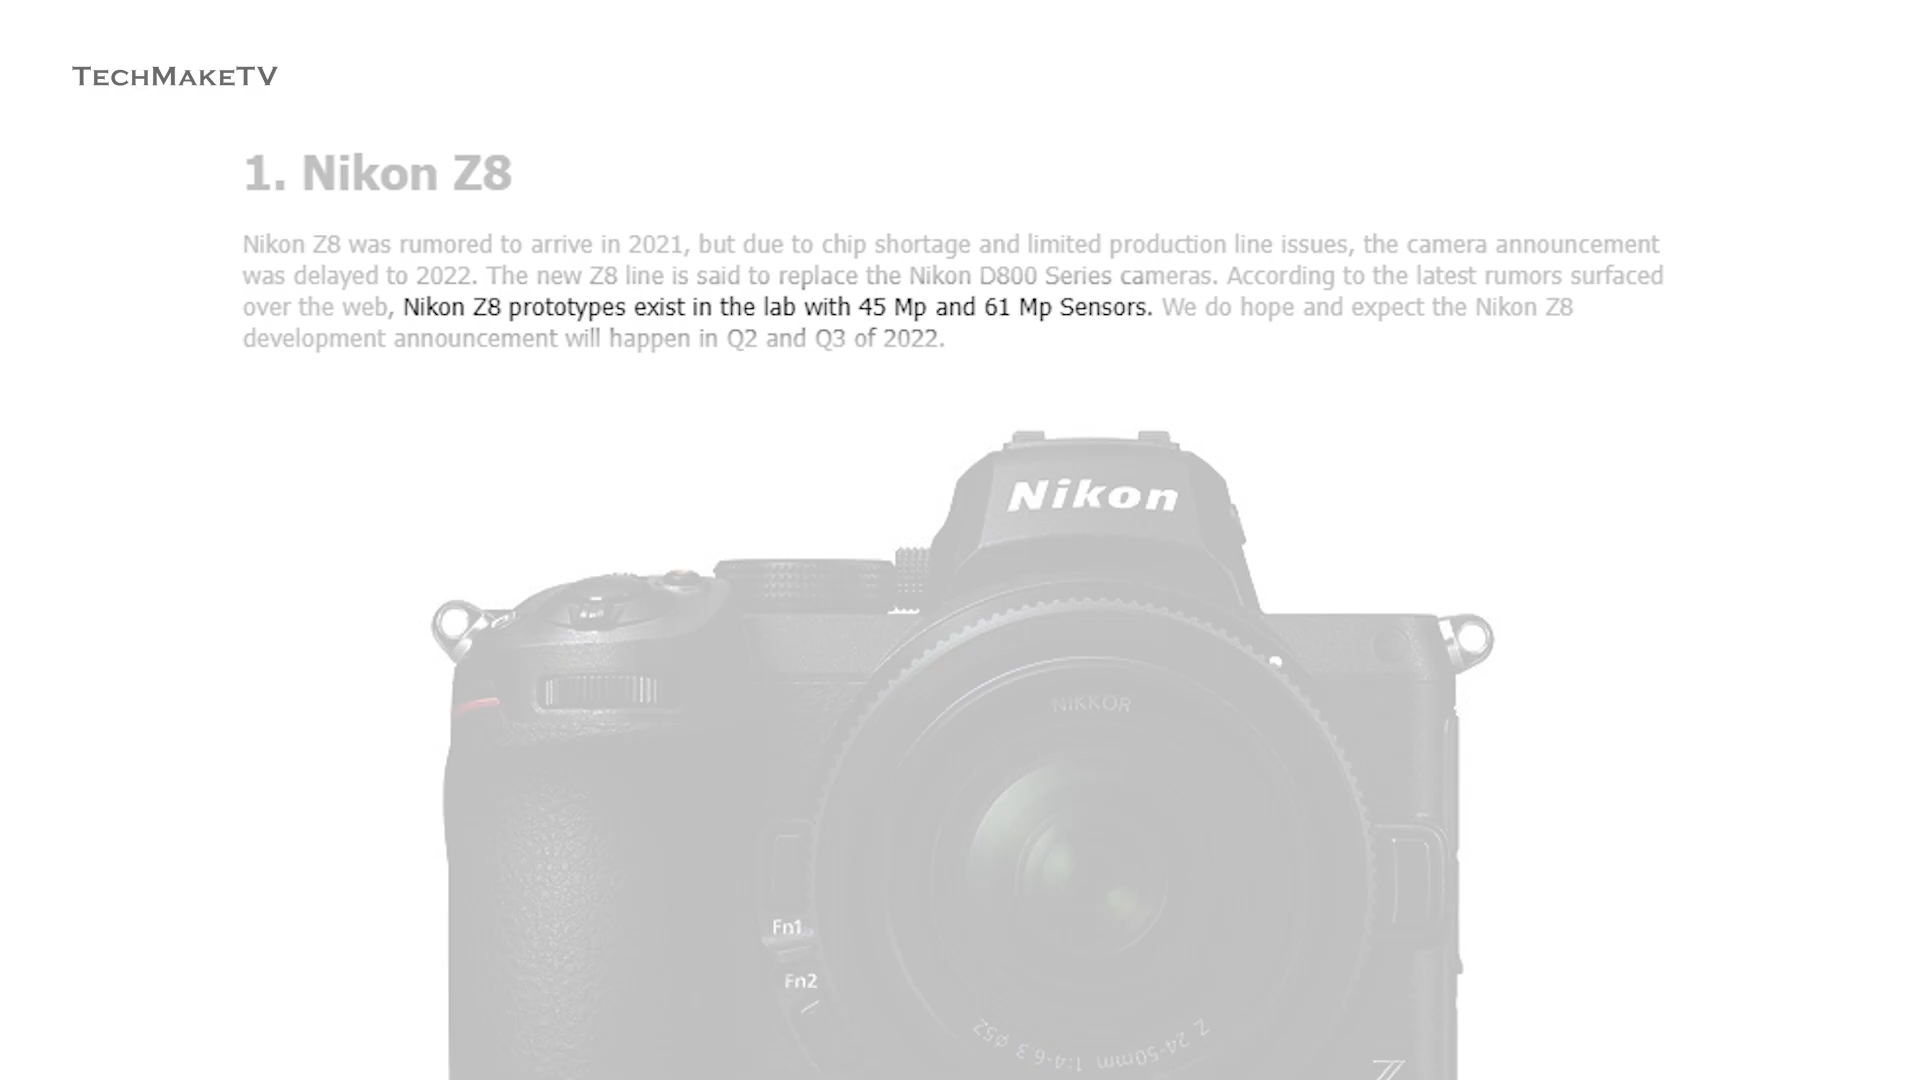 TECHMAKETV
1. Nikon Z8
Nikon Z8 was rumored to arrive in 2021, but due to chip shortage and limited production line issues, the camera announcement
was delayed to 2022. The new Z8 line is said to replace the Nikon D800 Series cameras. According to the latest rumors surfaced
over the web, Nikon Z8 prototypes exist in the lab with 45 Mp and 61 Mp Sensors. We do hope and expect the Nikon Z8
development announcement will happen in Q2 and Q3 of 2022.
Nikon
NIKKOR
Fn1
Fn2
Z 24-50mm 1:4-6.3 Ø52
Z